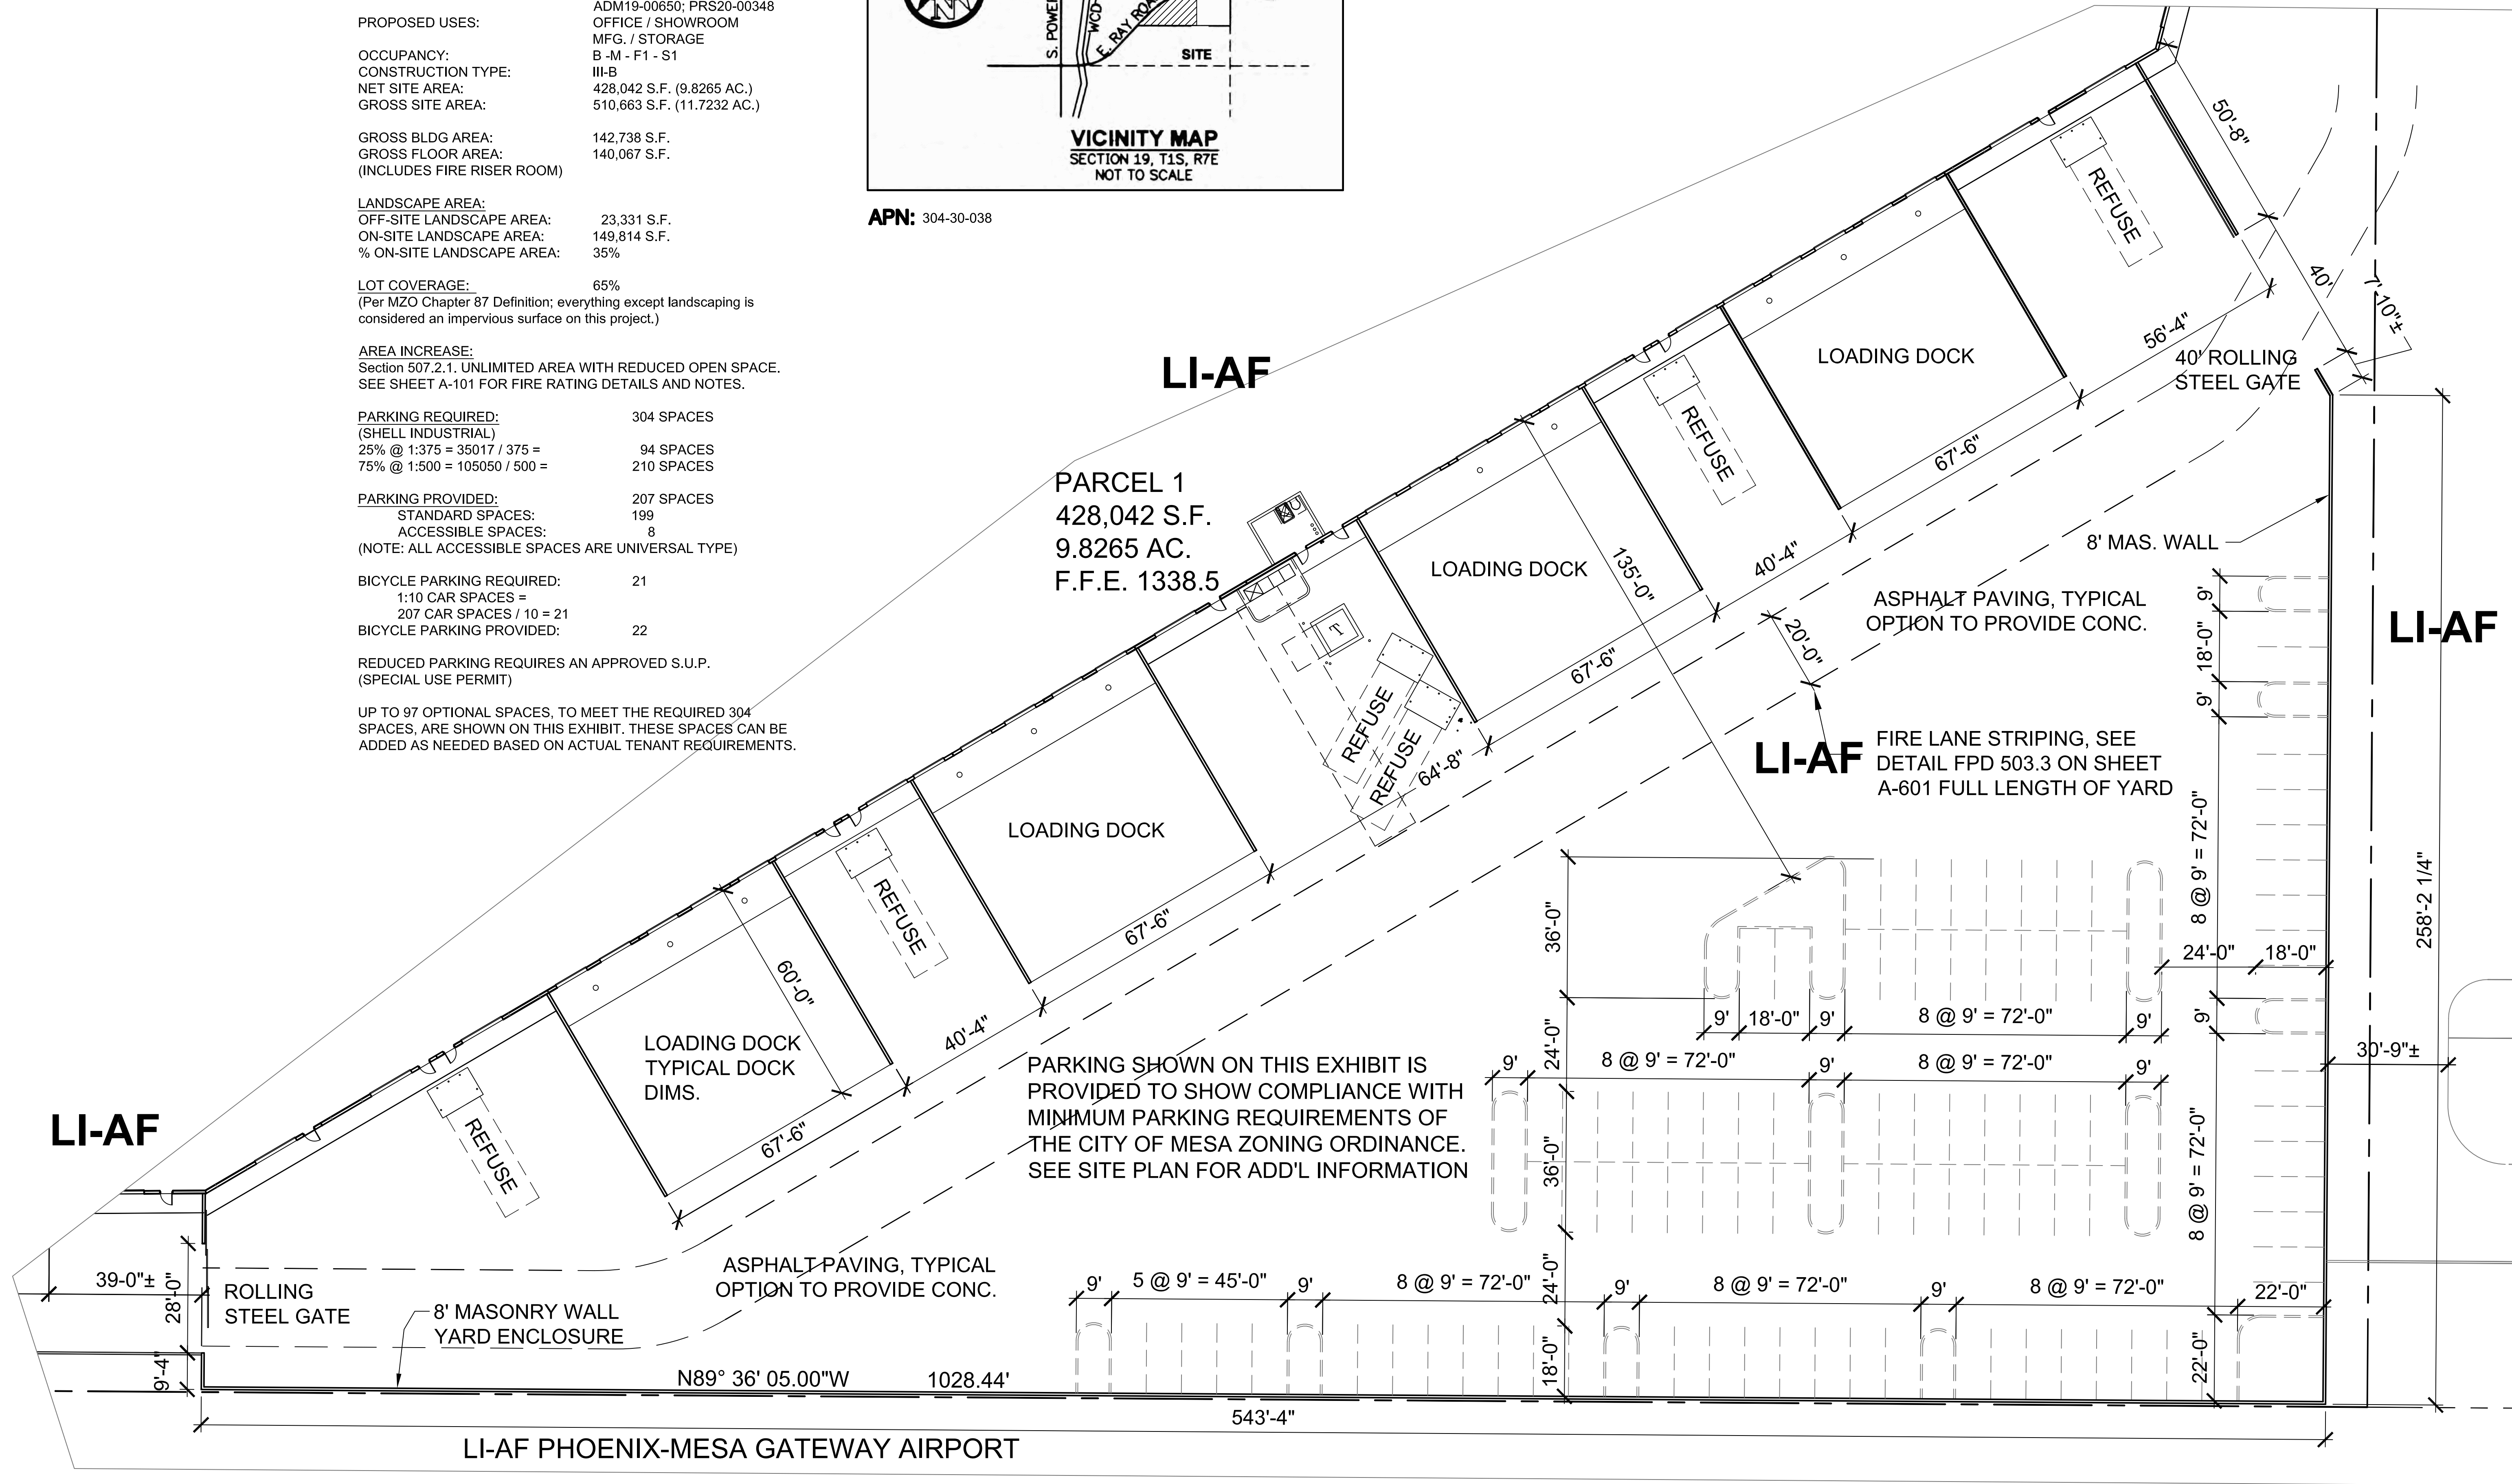 ADM19-00650; PRS20-00348
PROPOSED USES: OFFICE / SHOWROOM
MFG. / STORAGE
OCCUPANCY: B -M - F1 - S1
CONSTRUCTION TYPE: III-B
NET SITE AREA: 428,042 S.F. (9.8265 AC.)
GROSS SITE AREA: 510,663 S.F. (11.7232 AC.)
GROSS BLDG AREA: 142,738 S.F.
GROSS FLOOR AREA: 140,067 S.F.
(INCLUDES FIRE RISER ROOM)
LANDSCAPE AREA:
OFF-SITE LANDSCAPE AREA: 23,331 S.F.
ON-SITE LANDSCAPE AREA: 149,814 S.F.
% ON-SITE LANDSCAPE AREA: 35%
LOT COVERAGE: 65%
(Per MZO Chapter 87 Definition; everything except landscaping is
considered an impervious surface on this project.)
AREA INCREASE:
Section 507.2.1. UNLIMITED AREA WITH REDUCED OPEN SPACE.
SEE SHEET A-101 FOR FIRE RATING DETAILS AND NOTES.
PARKING REQUIRED: 304 SPACES
(SHELL INDUSTRIAL)
25% @ 1:375 = 35017 / 375 = 94 SPACES
75% @ 1:500 = 105050 / 500 = 210 SPACES
PARKING PROVIDED: 207 SPACES
STANDARD SPACES: 199
ACCESSIBLE SPACES: 8
(NOTE: ALL ACCESSIBLE SPACES ARE UNIVERSAL TYPE)
BICYCLE PARKING REQUIRED: 21
1:10 CAR SPACES =
207 CAR SPACES / 10 = 21
BICYCLE PARKING PROVIDED: 22
REDUCED PARKING REQUIRES AN APPROVED S.U.P.
(SPECIAL USE PERMIT)
UP TO 97 OPTIONAL SPACES, TO MEET THE REQUIRED 304
SPACES, ARE SHOWN ON THIS EXHIBIT. THESE SPACES CAN BE
ADDED AS NEEDED BASED ON ACTUAL TENANT REQUIREMENTS.
S. POWER
WCD-
E. RAY ROAD
SITE
VICINITY MAP
SECTION 19, T1S, R7E
NOT TO SCALE
APN: 304-30-038
LI-AF
PARCEL 1
428,042 S.F.
9.8265 AC.
F.F.E. 1338.5
50'-8"
REFUSE
40'
7'-10"±
56'-4"
40' ROLLING
STEEL GATE
LOADING DOCK
67'-6"
REFUSE
40'-4"
8' MAS. WALL
LOADING DOCK
135'-0"
67'-6"
20'-0"
ASPHALT PAVING, TYPICAL
OPTION TO PROVIDE CONC.
9'
18'-0"
9'
LI-AF
T
REFUSE
REFUSE
64'-8"
LI-AF
FIRE LANE STRIPING, SEE
DETAIL FPD 503.3 ON SHEET
A-601 FULL LENGTH OF YARD
8 @ 9' = 72'-0"
258'-2 1/4"
LOADING DOCK
67'-6"
REFUSE
40'-4"
60'-0"
LOADING DOCK
TYPICAL DOCK
DIMS.
67'-6"
REFUSE
36'-0"
24'-0"
18'-0"
9'
18'-0"
9'
8 @ 9' = 72'-0"
9'
9'
30'-9"±
24'-0"
9'
8 @ 9' = 72'-0"
9'
8 @ 9' = 72'-0"
9'
PARKING SHOWN ON THIS EXHIBIT IS
PROVIDED TO SHOW COMPLIANCE WITH
MINIMUM PARKING REQUIREMENTS OF
THE CITY OF MESA ZONING ORDINANCE.
SEE SITE PLAN FOR ADD'L INFORMATION
36'-0"
8 @ 9' = 72'-0"
LI-AF
39-0"±
28'-0"
9'-4"
ROLLING
STEEL GATE
8' MASONRY WALL
YARD ENCLOSURE
ASPHALT PAVING, TYPICAL
OPTION TO PROVIDE CONC.
9'
5 @ 9' = 45'-0"
9'
8 @ 9' = 72'-0"
24'-0"
9'
8 @ 9' = 72'-0"
9'
8 @ 9' = 72'-0"
22'-0"
18'-0"
22'-0"
N89° 36' 05.00"W 1028.44'
543'-4"
LI-AF PHOENIX-MESA GATEWAY AIRPORT